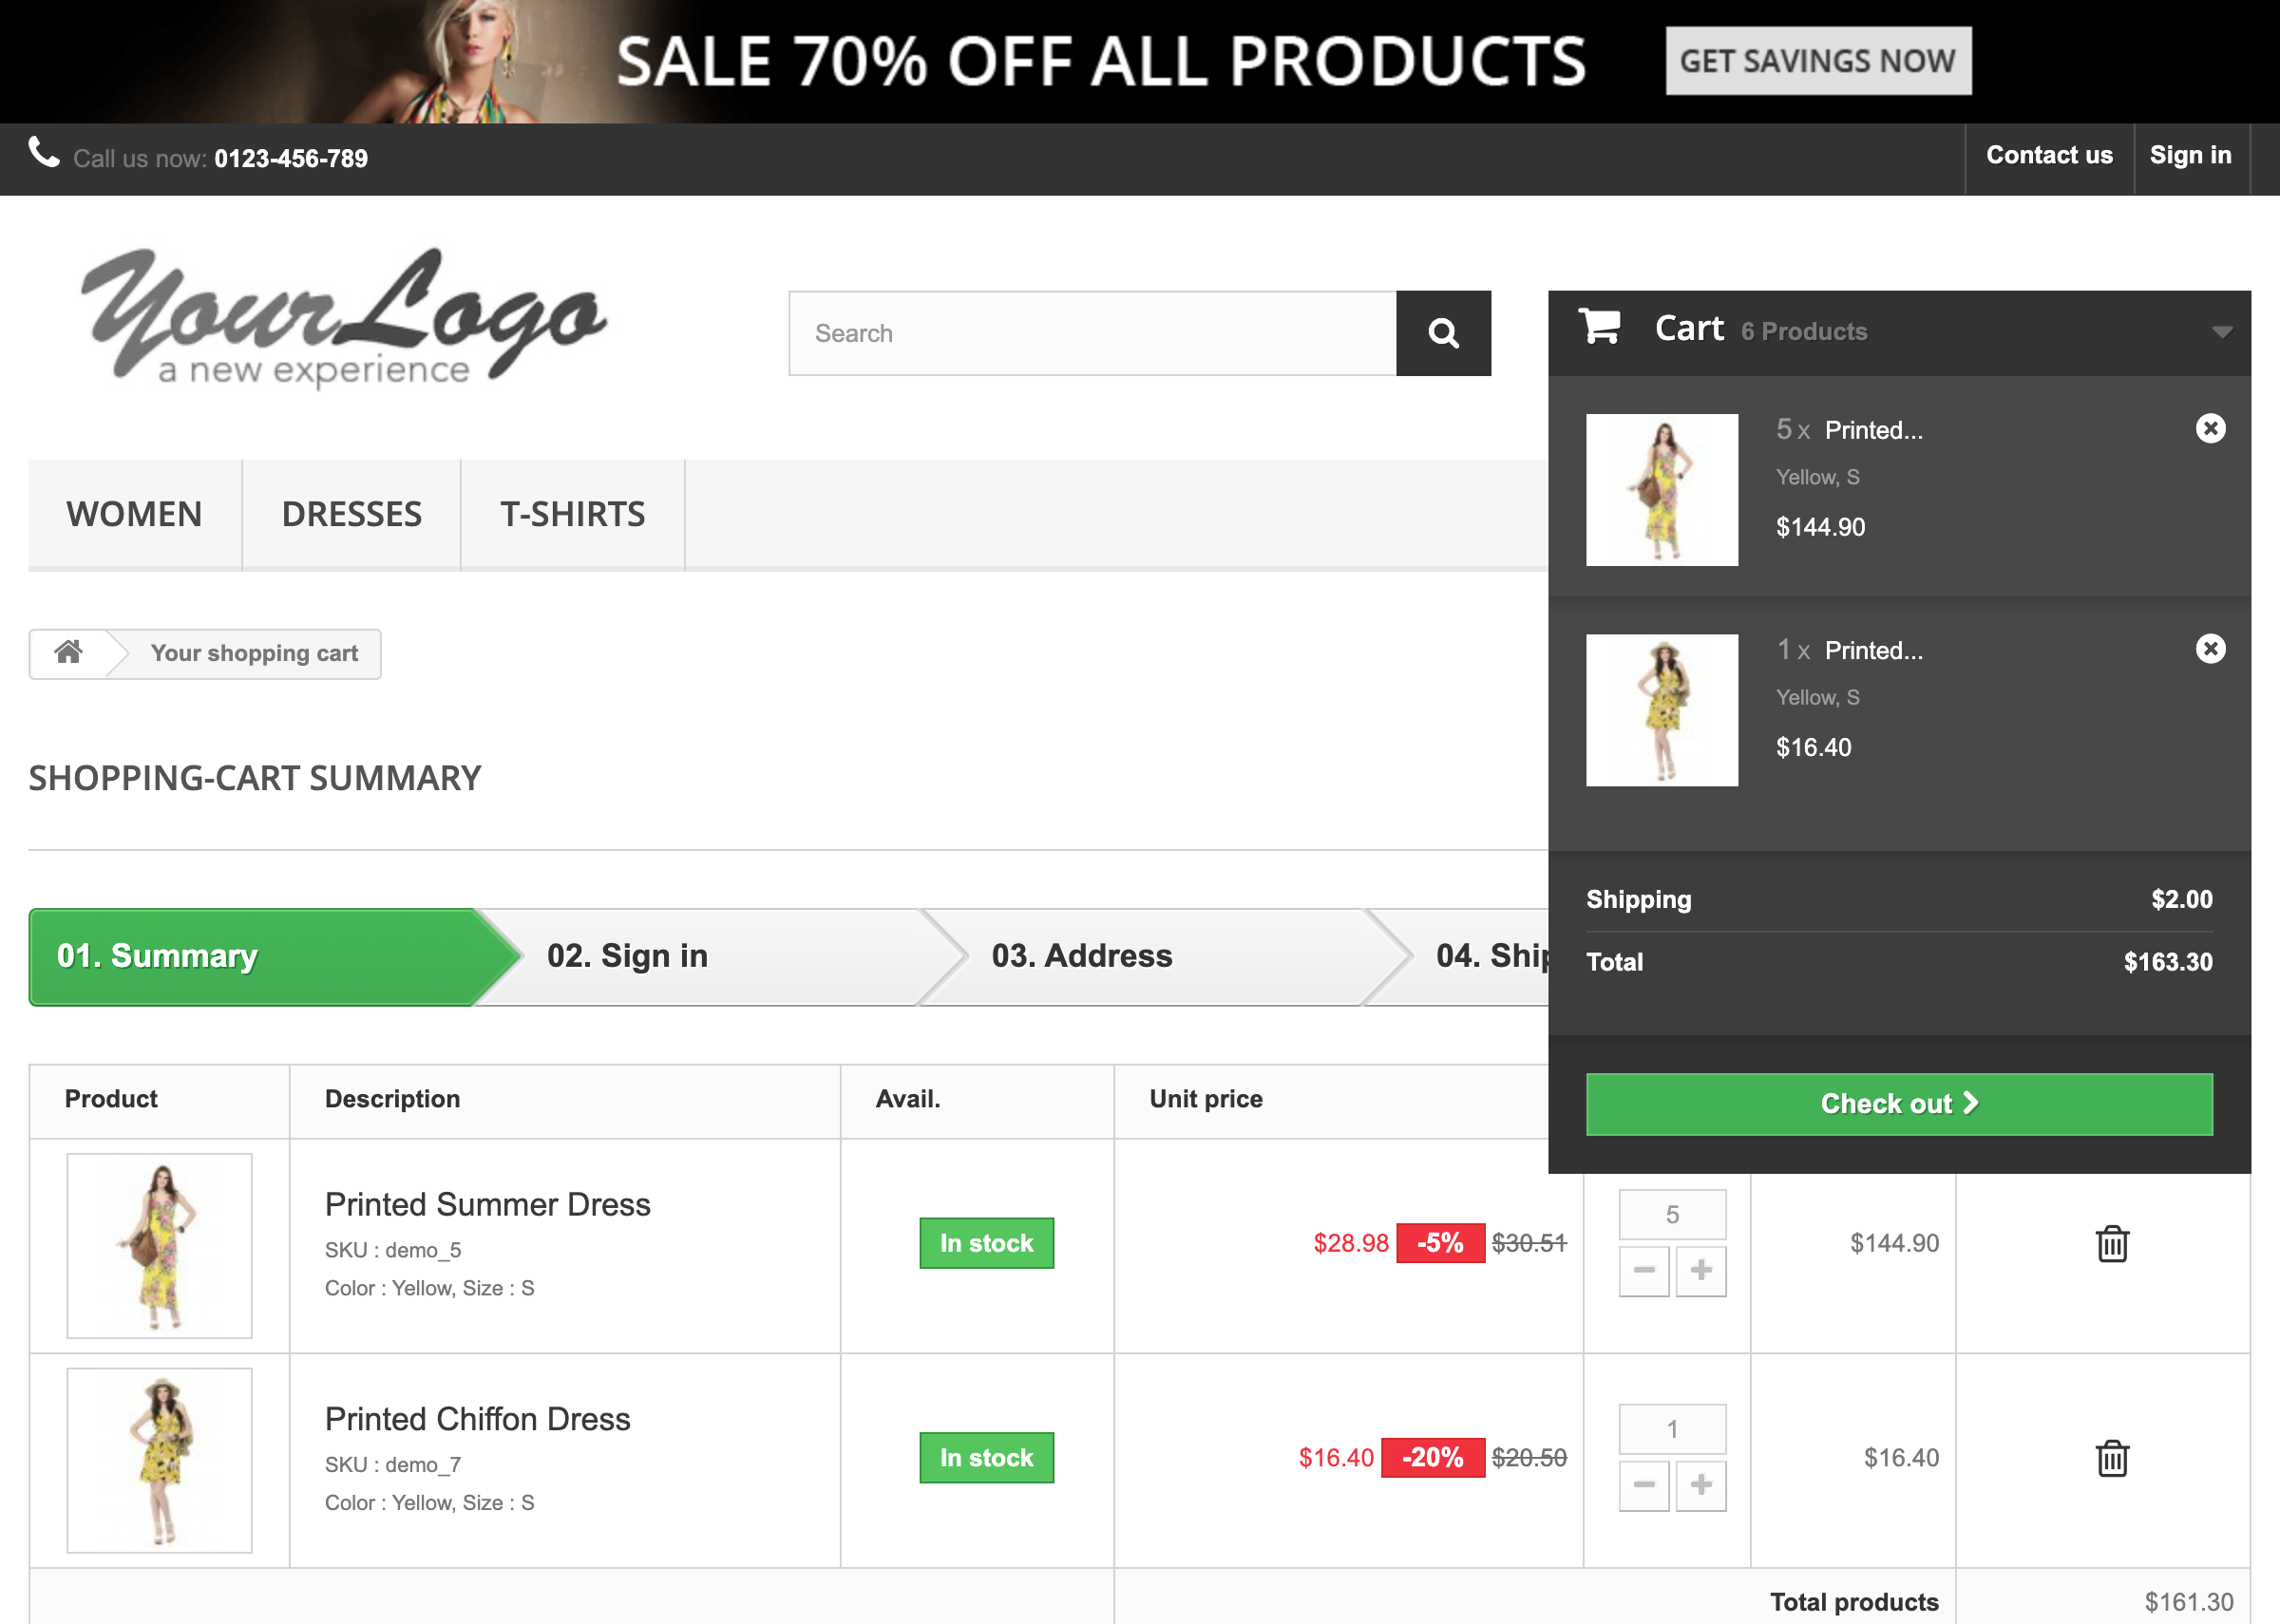 SALE 70% OFF ALL PRODUCTS
GET SAVINGS NOW
Call us now: 0123-456-789
Contact us
Sign in
YourLogo
a new experience
Search
Cart 6 Products
5 x Printed...
Yellow, S
$144.90
1 x Printed...
Yellow, S
$16.40
Shipping $2.00
Total $163.30
Check out
WOMEN DRESSES T-SHIRTS
Your shopping cart
SHOPPING-CART SUMMARY
01. Summary 02. Sign in 03. Address 04. Ship
Product Description Avail. Unit price
Printed Summer Dress
SKU : demo_5
Color : Yellow, Size : S
In stock
$28.98 -5% $30.51
5
$144.90
Printed Chiffon Dress
SKU : demo_7
Color : Yellow, Size : S
In stock
$16.40 -20% $20.50
1
$16.40
Total products $161.30